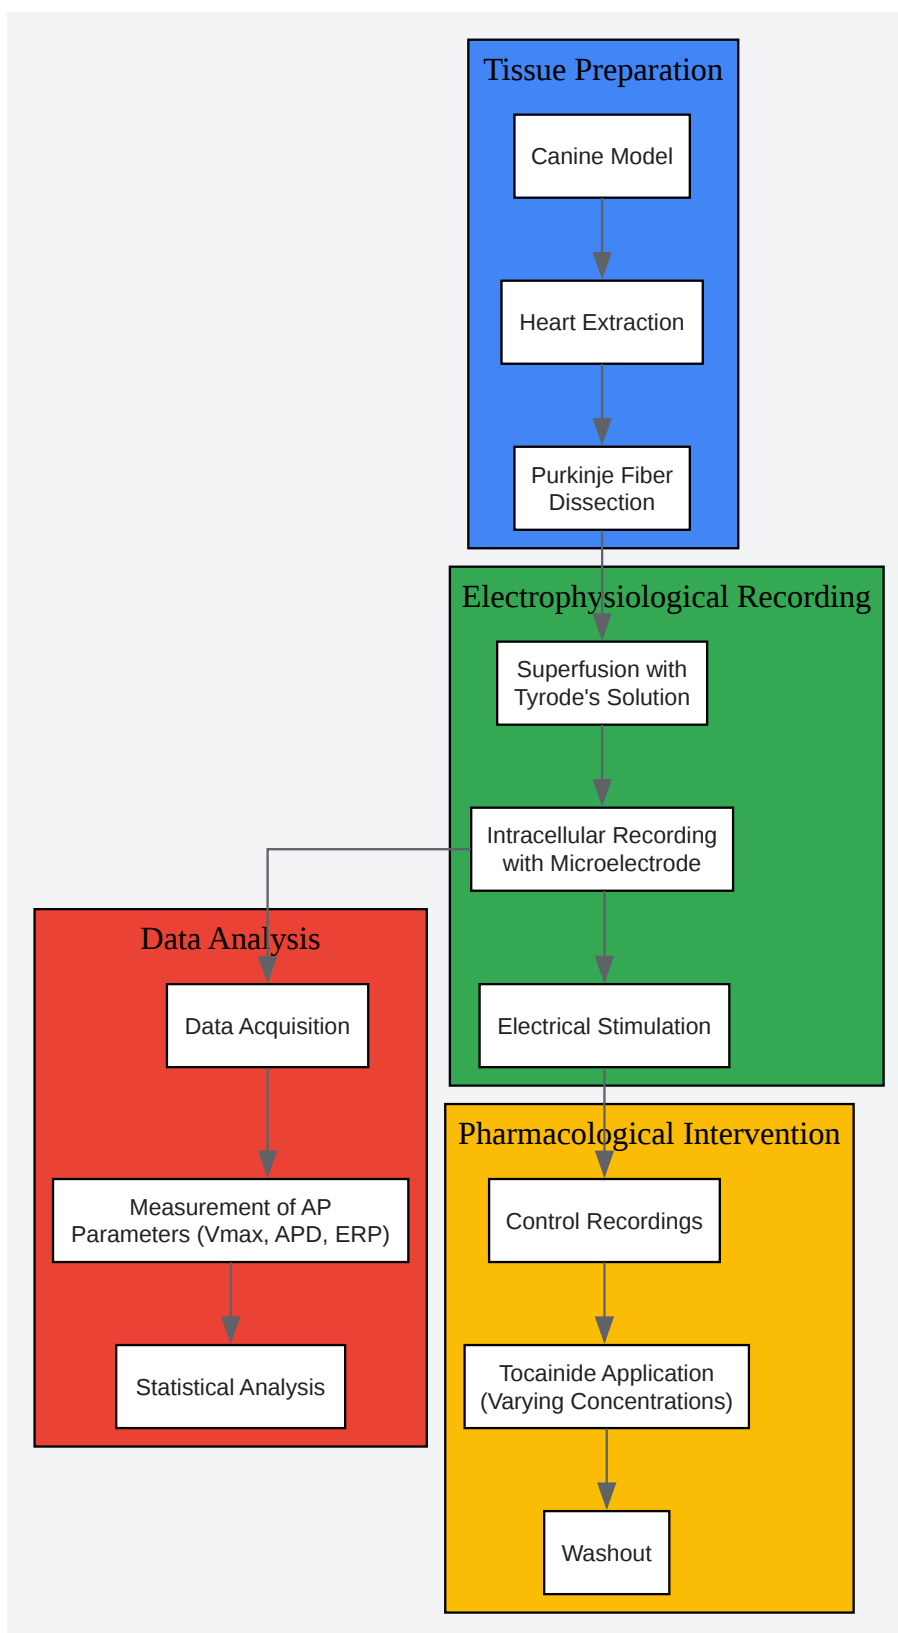 Tissue Preparation
Canine Model
Heart Extraction
Purkinje Fiber
Dissection
Electrophysiological Recording
Superfusion with
Tyrode's Solution
Intracellular Recording
with Microelectrode
Electrical Stimulation
Data Analysis
Data Acquisition
Measurement of AP
Parameters (Vmax, APD, ERP)
Statistical Analysis
Pharmacological Intervention
Control Recordings
Tocainide Application
(Varying Concentrations)
Washout